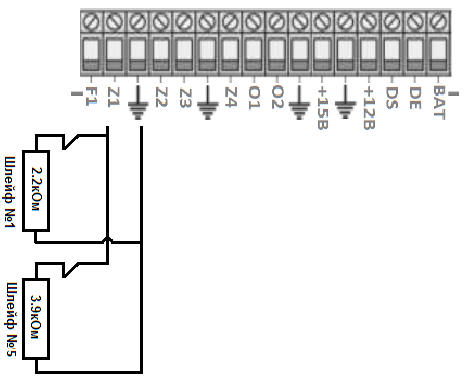 F1
Z1
Z2
Z3
Z4
O1
O2
+15В
+12В
DS
DE
BAT
2.2кОм
Шлейф №1
3.9кОм
Шлейф №5